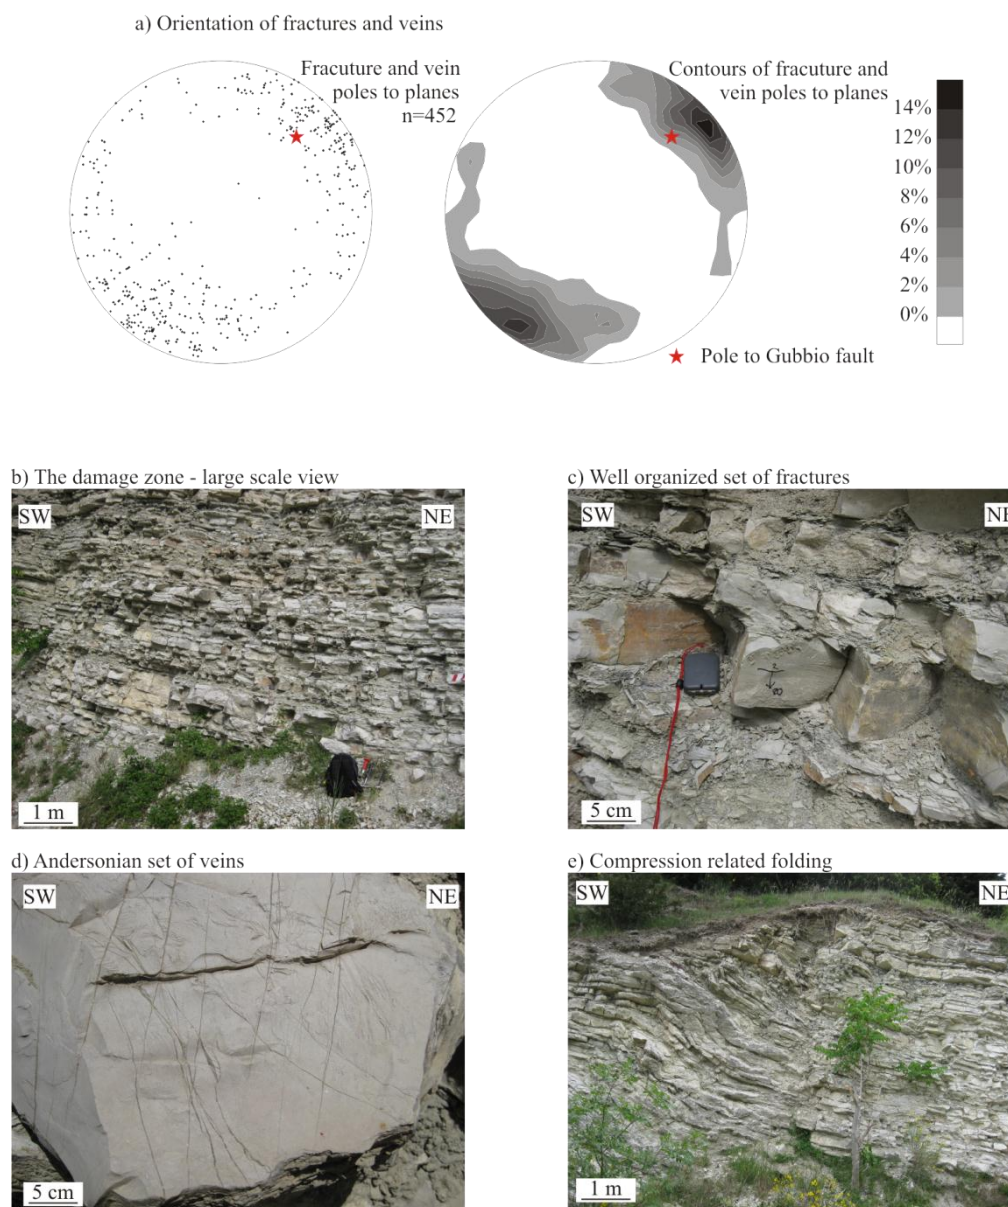 a) Orientation of fractures and veins
Fracuture and vein
poles to planes
n=452
Contours of fracuture and
vein poles to planes
14%
12%
10%
8%
6%
4%
2%
0%
Pole to Gubbio fault
b) The damage zone - large scale view
SW
NE
1 m
c) Well organized set of fractures
SW
NE
5 cm
d) Andersonian set of veins
SW
NE
5 cm
e) Compression related folding
SW
NE
1 m